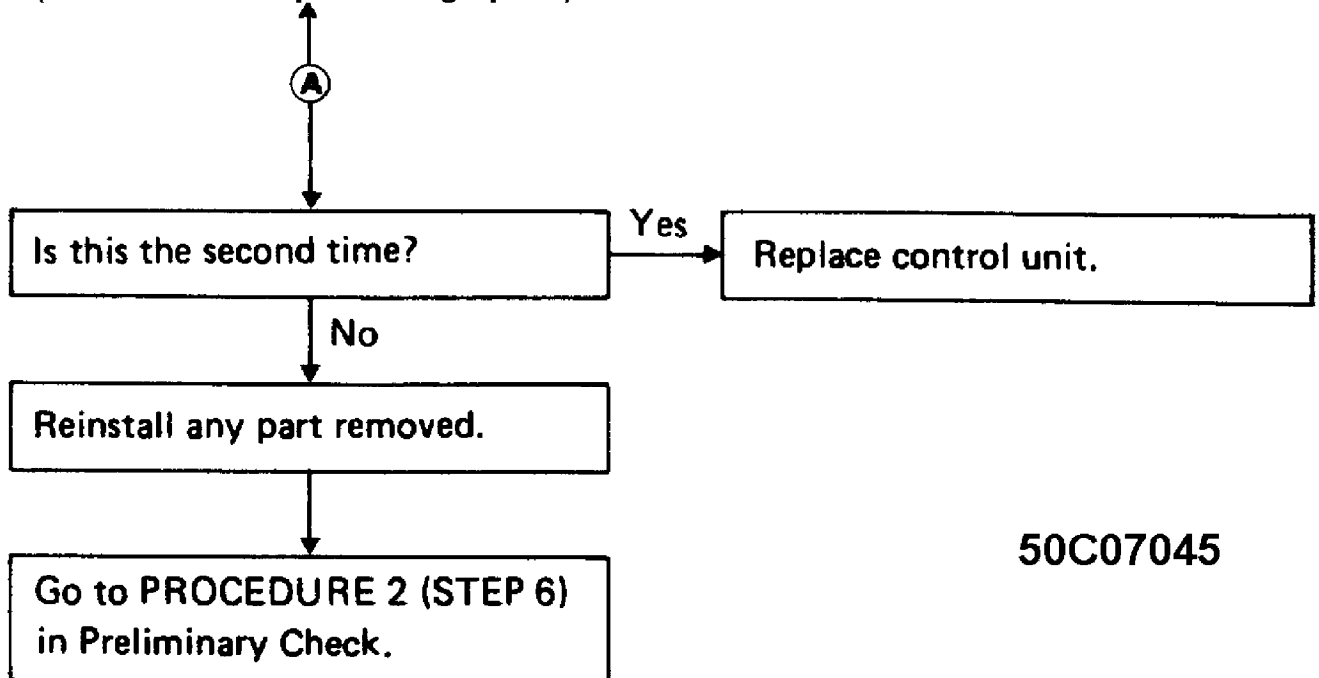 A
Is this the second time?
Yes
Replace control unit.
No
Reinstall any part removed.
50C07045
Go to PROCEDURE 2 (STEP 6)
in Preliminary Check.